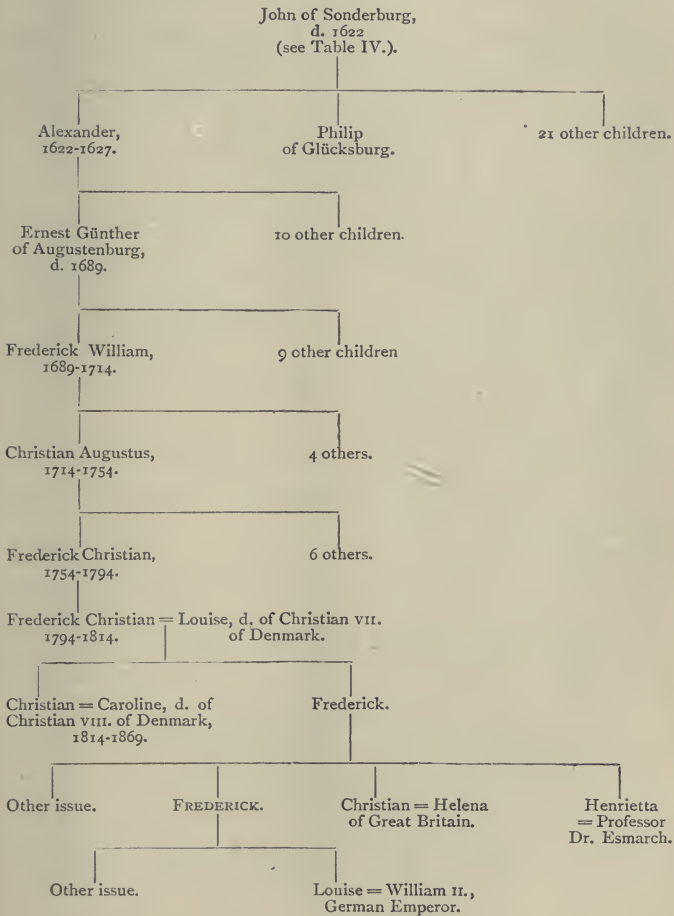 John of Sonderburg,
d. 1622
(see Table IV.).
Alexander,
1622-1627.
Philip
of Glücksburg.
21 other children.
Ernest Günther
of Augustenburg,
d. 1689.
10 other children.
Frederick William,
1689-1714.
9 other children
Christian Augustus,
1714-1754.
4 others.
Frederick Christian,
1754-1794.
6 others.
Frederick Christian = Louise, d. of Christian VII.
1794-1814. of Denmark.
Christian = Caroline, d. of
Christian VIII. of Denmark,
1814-1869.
Frederick.
Other issue.
FREDERICK.
Christian = Helena
of Great Britain.
Henrietta
= Professor
Dr. Esmarch.
Other issue.
Louise = William II.,
German Emperor.